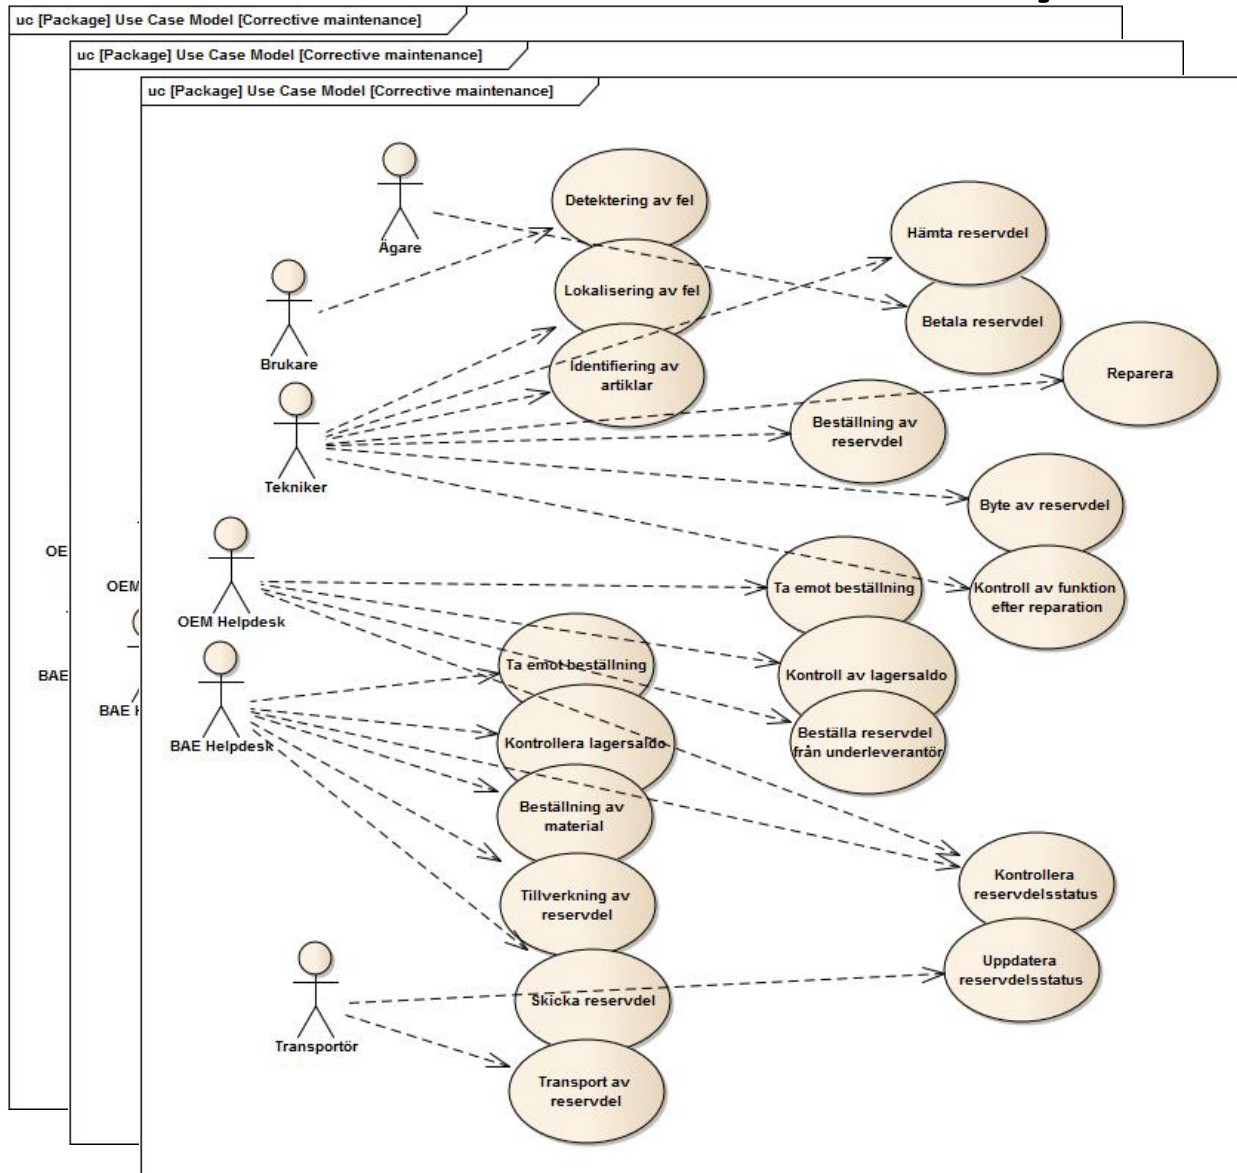 uc [Package] Use Case Model [Corrective maintenance]
uc [Package] Use Case Model [Corrective maintenance]
uc [Package] Use Case Model [Corrective maintenance]
Ägare
Detektering av fel
Hämta reservdel
Lokalisering av fel
Betala reservdel
Brukare
Identifiering av
artiklar
Reparera
Tekniker
Beställning av
reservdel
Byte av reservdel
OE
OEM
OEM Helpdesk
Ta emot beställning
Kontroll av funktion
efter reparation
BAE
BAE H
BAE Helpdesk
Ta emot beställning
Kontroll av lagersaldo
Kontrollera lagersaldo
Beställa reservdel
från underleverantör
Beställning av
material
Tillverkning av
reservdel
Kontrollera
reservdelsstatus
Uppdatera
reservdelsstatus
Transportör
Skicka reservdel
Transport av
reservdel